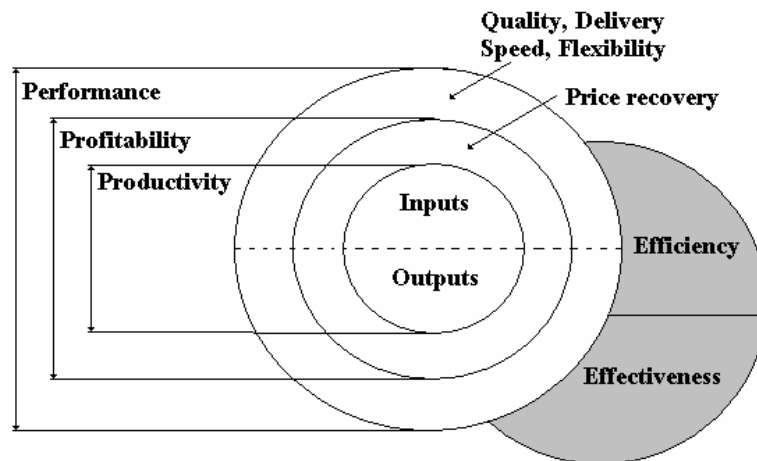 Quality, Delivery
Speed, Flexibility
Performance
Price recovery
Profitability
Productivity
Inputs
Efficiency
Outputs
Effectiveness